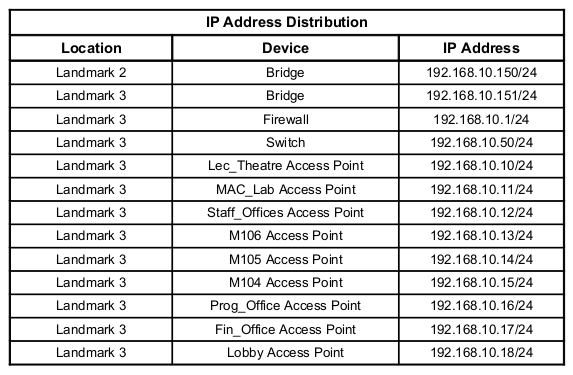 IP Address Distribution
Location Device IP Address
Landmark 2 Bridge 192.168.10.150/24
Landmark 3 Bridge 192.168.10.151/24
Landmark 3 Firewall 192.168.10.1/24
Landmark 3 Switch 192.168.10.50/24
Landmark 3 Lec_Theatre Access Point 192.168.10.10/24
Landmark 3 MAC_Lab Access Point 192.168.10.11/24
Landmark 3 Staff_Offices Access Point 192.168.10.12/24
Landmark 3 M106 Access Point 192.168.10.13/24
Landmark 3 M105 Access Point 192.168.10.14/24
Landmark 3 M104 Access Point 192.168.10.15/24
Landmark 3 Prog_Office Access Point 192.168.10.16/24
Landmark 3 Fin_Office Access Point 192.168.10.17/24
Landmark 3 Lobby Access Point 192.168.10.18/24